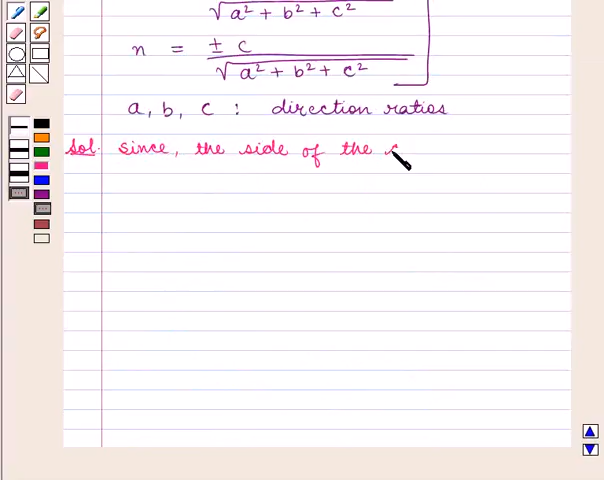 √a² + b² + c²
n = ± c / √a² + b² + c²
a, b, c : direction ratios
Sol. Since, the side of the